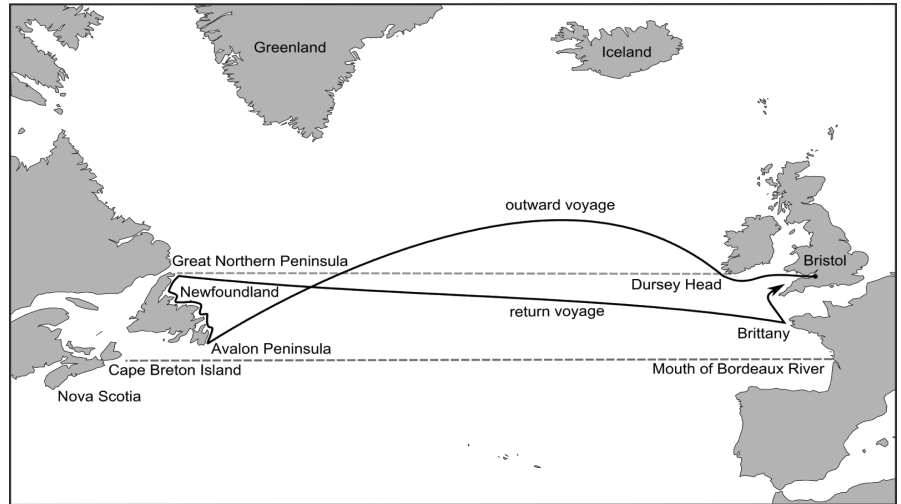 Greenland
Iceland
outward voyage
Great Northern Peninsula
Bristol
Dursey Head
Newfoundland
return voyage
Brittany
Avalon Peninsula
Cape Breton Island
Mouth of Bordeaux River
Nova Scotia